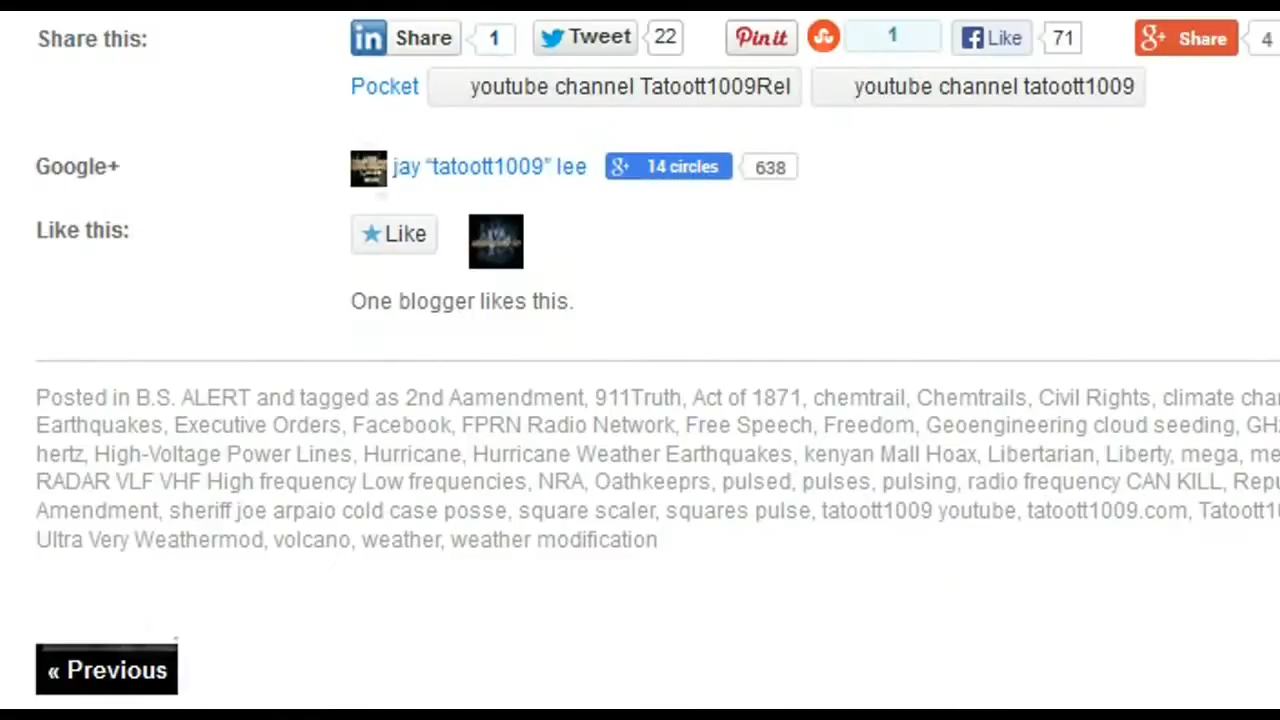 Share this: in Share 1 Tweet 22 Pin it 1 Like 71 g+ Share 4
Pocket youtube channel Tatoott1009Rel youtube channel tatoott1009
Google+ jay “tatoott1009” lee g+ 14 circles 638
Like this: Like
One blogger likes this.
Posted in B.S. ALERT and tagged as 2nd Aamendment, 911Truth, Act of 1871, chemtrail, Chemtrails, Civil Rights, climate
Earthquakes, Executive Orders, Facebook, FPRN Radio Network, Free Speech, Freedom, Geoengineering cloud seeding,
hertz, High-Voltage Power Lines, Hurricane, Hurricane Weather Earthquakes, kenyan Mall Hoax, Libertarian, Liberty, mega,
RADAR VLF VHF High frequency Low frequencies, NRA, Oathkeeprs, pulsed, pulses, pulsing, radio frequency CAN KILL,
Amendment, sheriff joe arpaio cold case posse, square scaler, squares pulse, tatoott1009 youtube, tatoott1009.com,
Ultra Very Weathermod, volcano, weather, weather modification
« Previous